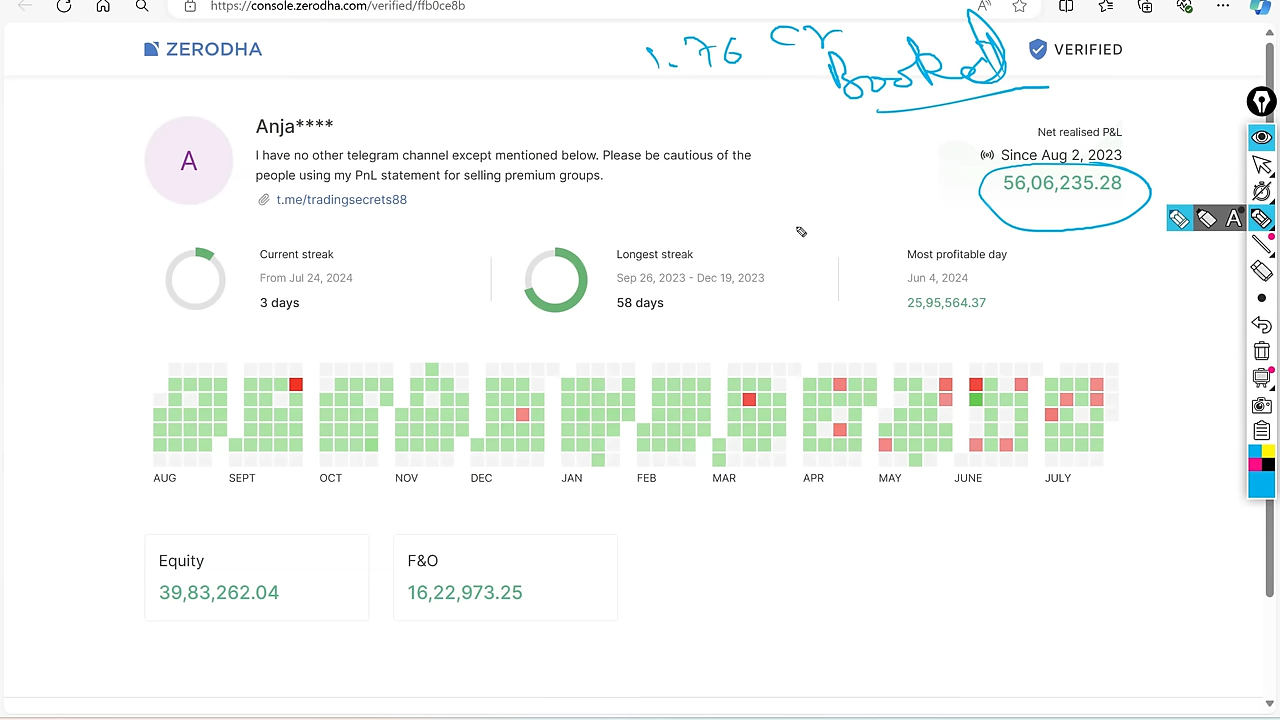 https://console.zerodha.com/verified/ffb0ce8b
1.76 cr
Booked
ZERODHA
VERIFIED
A
Anja****
I have no other telegram channel except mentioned below. Please be cautious of the
people using my PnL statement for selling premium groups.
t.me/tradingsecrets88
Net realised P&L
Since Aug 2, 2023
56,06,235.28
Current streak
From Jul 24, 2024
3 days
Longest streak
Sep 26, 2023 - Dec 19, 2023
58 days
Most profitable day
Jun 4, 2024
25,95,564.37
AUG SEPT OCT NOV DEC JAN FEB MAR APR MAY JUNE JULY
Equity
39,83,262.04
F&O
16,22,973.25